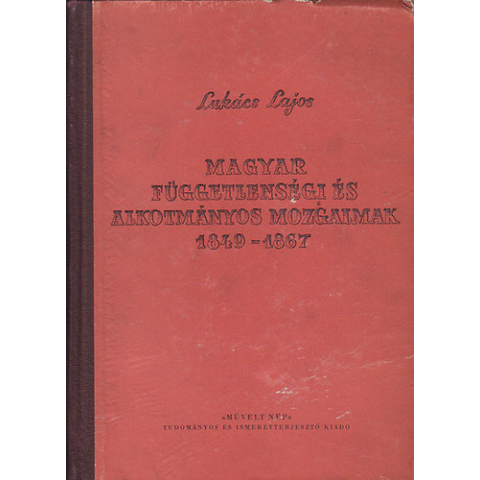 Lukács Lajos
MAGYAR
FÜGGETLENSÉGI ÉS
ALKOTMÁNYOS MOZGALMAK
1849-1867
«MŰVELT NÉP»
TUDOMÁNYOS ÉS ISMERETTERJESZTŐ KIADÓ